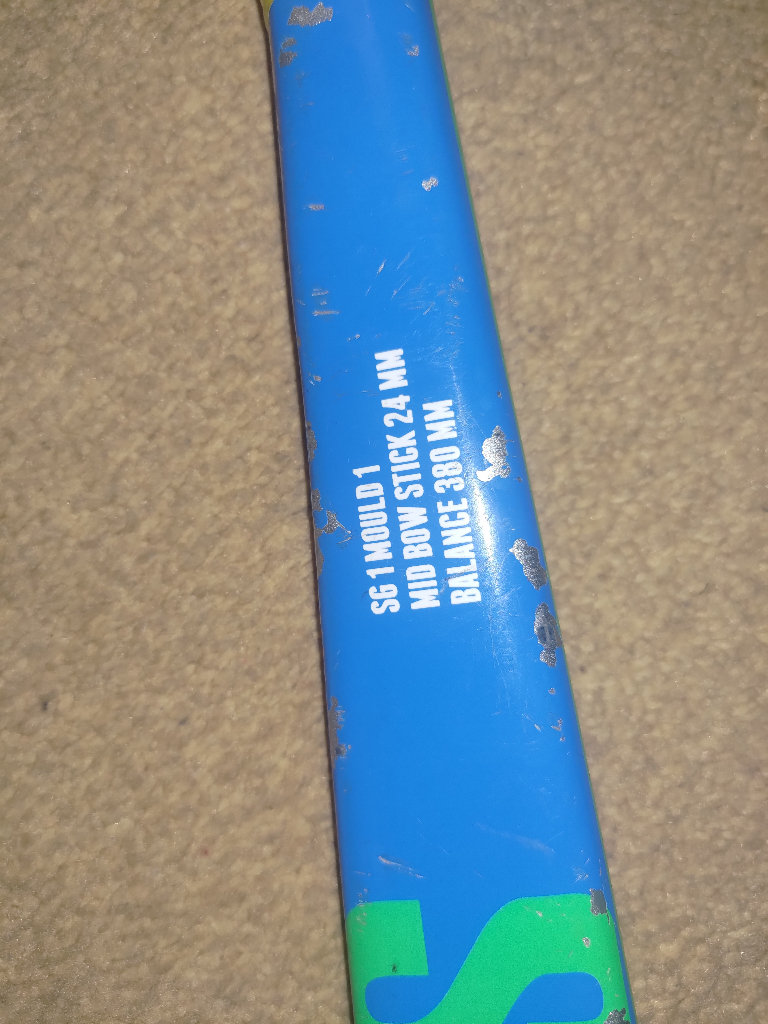 SG 1 MOULD 1
MID BOW STICK 24 MM
BALANCE 380 MM
S